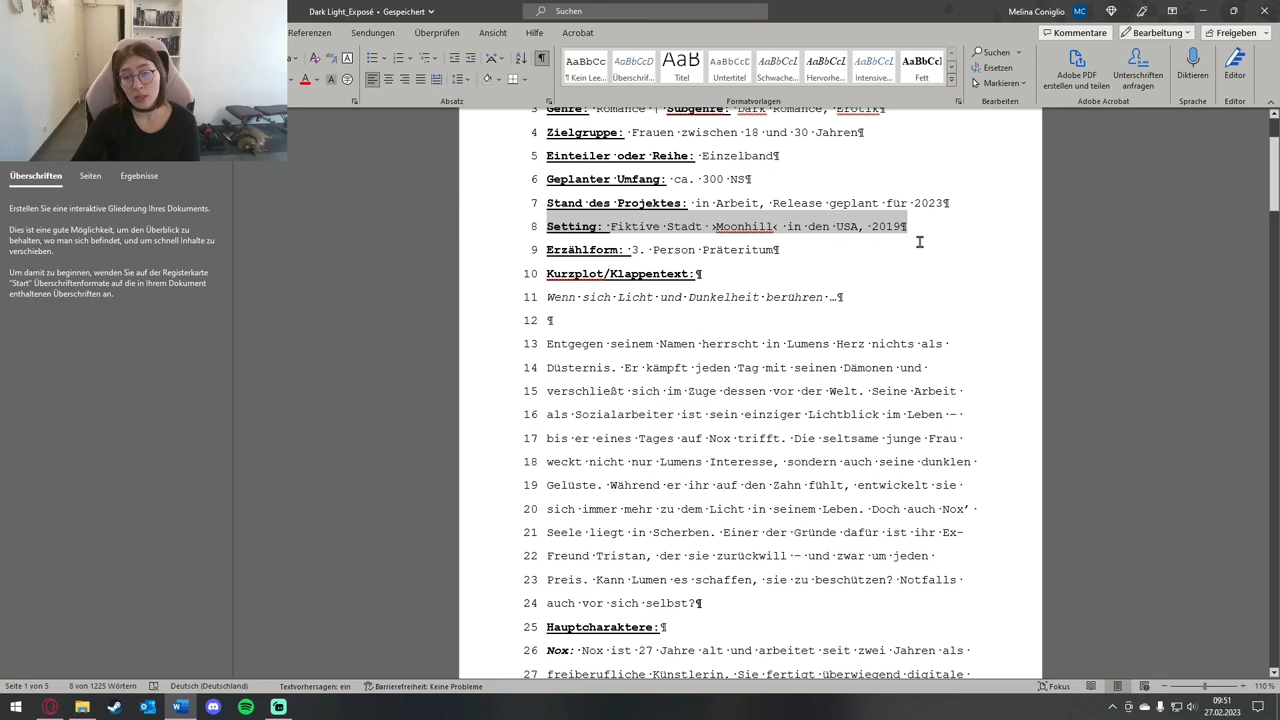 Dark Light_Exposé • Gespeichert
Suchen
Melina Coniglio
MC
Referenzen
Sendungen
Überprüfen
Ansicht
Hilfe
Acrobat
Kommentare
Bearbeitung
Freigeben
AaBbCc
AaBbCcD
AaB
AaBbCcD
AaBbCcL
AaBbCcL
AaBbCcL
AaBbCcl
¶ Kein Lee...
Überschrif...
Titel
Untertitel
Schwache...
Hervorhe...
Intensive...
Fett
Suchen
Ersetzen
Markieren
Adobe PDF
erstellen und teilen
Unterschriften
anfragen
Diktieren
Editor
Absatz
Formatvorlagen
Bearbeiten
Adobe Acrobat
Sprache
Editor
Überschriften
Seiten
Ergebnisse
Erstellen Sie eine interaktive Gliederung Ihres Dokuments.
Dies ist eine gute Möglichkeit, um den Überblick zu
behalten, wo man sich befindet, und um schnell Inhalte zu
verschieben.
Um damit zu beginnen, wenden Sie auf der Registerkarte
"Start" Überschriftenformate auf die in Ihrem Dokument
enthaltenen Überschriften an.
3 Genre: Romance | Subgenre: Dark Romance, Erotik¶
4 Zielgruppe: Frauen zwischen 18 und 30 Jahren¶
5 Einteiler oder Reihe: Einzelband¶
6 Geplanter Umfang: ca. 300 NS¶
7 Stand des Projektes: in Arbeit, Release geplant für 2023¶
8 Setting: Fiktive Stadt ›Moonhill‹ in den USA, 2019¶
9 Erzählform: 3. Person Präteritum¶
10 Kurzplot/Klappentext:¶
11 Wenn sich Licht und Dunkelheit berühren …¶
12 ¶
13 Entgegen seinem Namen herrscht in Lumens Herz nichts als
14 Düsternis. Er kämpft jeden Tag mit seinen Dämonen und
15 verschließt sich im Zuge dessen vor der Welt. Seine Arbeit
16 als Sozialarbeiter ist sein einziger Lichtblick im Leben –
17 bis er eines Tages auf Nox trifft. Die seltsame junge Frau
18 weckt nicht nur Lumens Interesse, sondern auch seine dunklen
19 Gelüste. Während er ihr auf den Zahn fühlt, entwickelt sie
20 sich immer mehr zu dem Licht in seinem Leben. Doch auch Nox’
21 Seele liegt in Scherben. Einer der Gründe dafür ist ihr Ex-
22 Freund Tristan, der sie zurückwill – und zwar um jeden
23 Preis. Kann Lumen es schaffen, sie zu beschützen? Notfalls
24 auch vor sich selbst?¶
25 Hauptcharaktere:¶
26 Nox: Nox ist 27 Jahre alt und arbeitet seit zwei Jahren als
27 freiberufliche Künstlerin. Sie fertigt überwiegend digitale
Seite 1 von 5
8 von 1225 Wörtern
Deutsch (Deutschland)
Textvorhersagen: ein
Barrierefreiheit: Keine Probleme
Fokus
110 %
09:51
27.02.2023